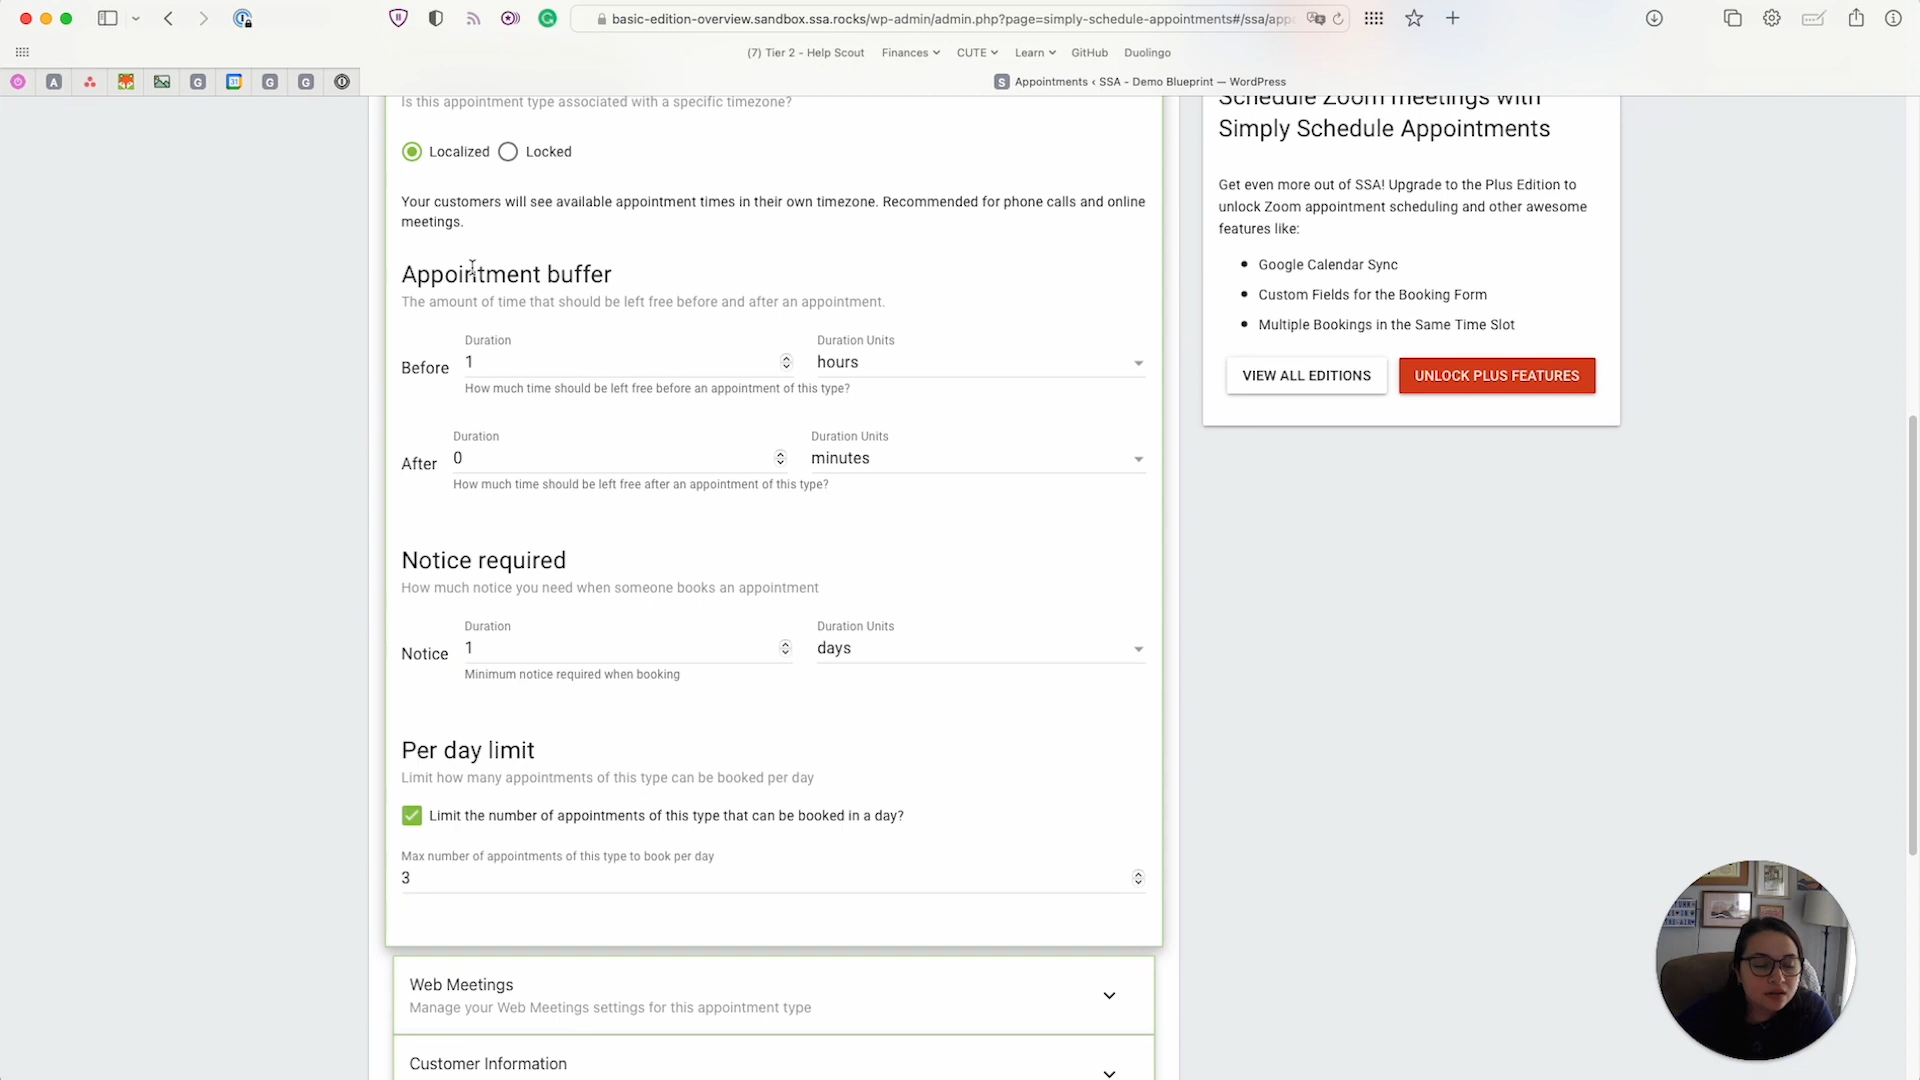 basic-edition-overview.sandbox.ssa.rocks/wp-admin/admin.php?page=simply-schedule-appointments#/ssa/appo
(7) Tier 2 - Help Scout
Finances
CUTE
Learn
GitHub
Duolingo
A
G
31
G
G
S
Appointments ‹ SSA - Demo Blueprint — WordPress
Is this appointment type associated with a specific timezone?
Localized
Locked
Your customers will see available appointment times in their own timezone. Recommended for phone calls and online
meetings.
Appointment buffer
The amount of time that should be left free before and after an appointment.
Duration
Duration Units
Before
1
hours
How much time should be left free before an appointment of this type?
Duration
Duration Units
After
0
minutes
How much time should be left free after an appointment of this type?
Notice required
How much notice you need when someone books an appointment
Duration
Duration Units
Notice
1
days
Minimum notice required when booking
Per day limit
Limit how many appointments of this type can be booked per day
Limit the number of appointments of this type that can be booked in a day?
Max number of appointments of this type to book per day
3
Web Meetings
Manage your Web Meetings settings for this appointment type
Customer Information
Schedule Zoom meetings with
Simply Schedule Appointments
Get even more out of SSA! Upgrade to the Plus Edition to
unlock Zoom appointment scheduling and other awesome
features like:
Google Calendar Sync
Custom Fields for the Booking Form
Multiple Bookings in the Same Time Slot
VIEW ALL EDITIONS
UNLOCK PLUS FEATURES